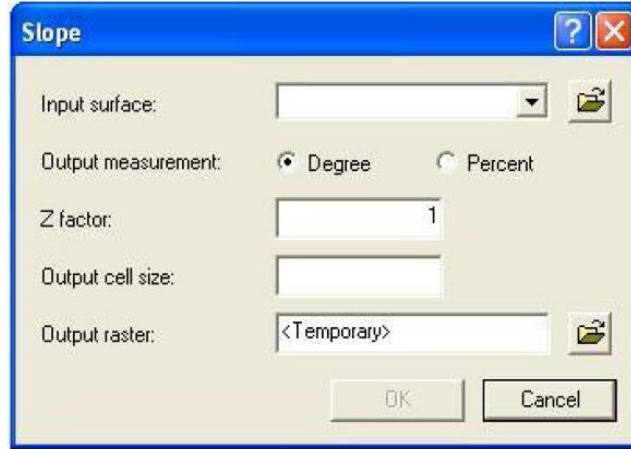 Slope
Input surface:
Output measurement: Degree Percent
Z factor: 1
Output cell size:
Output raster: <Temporary>
OK Cancel